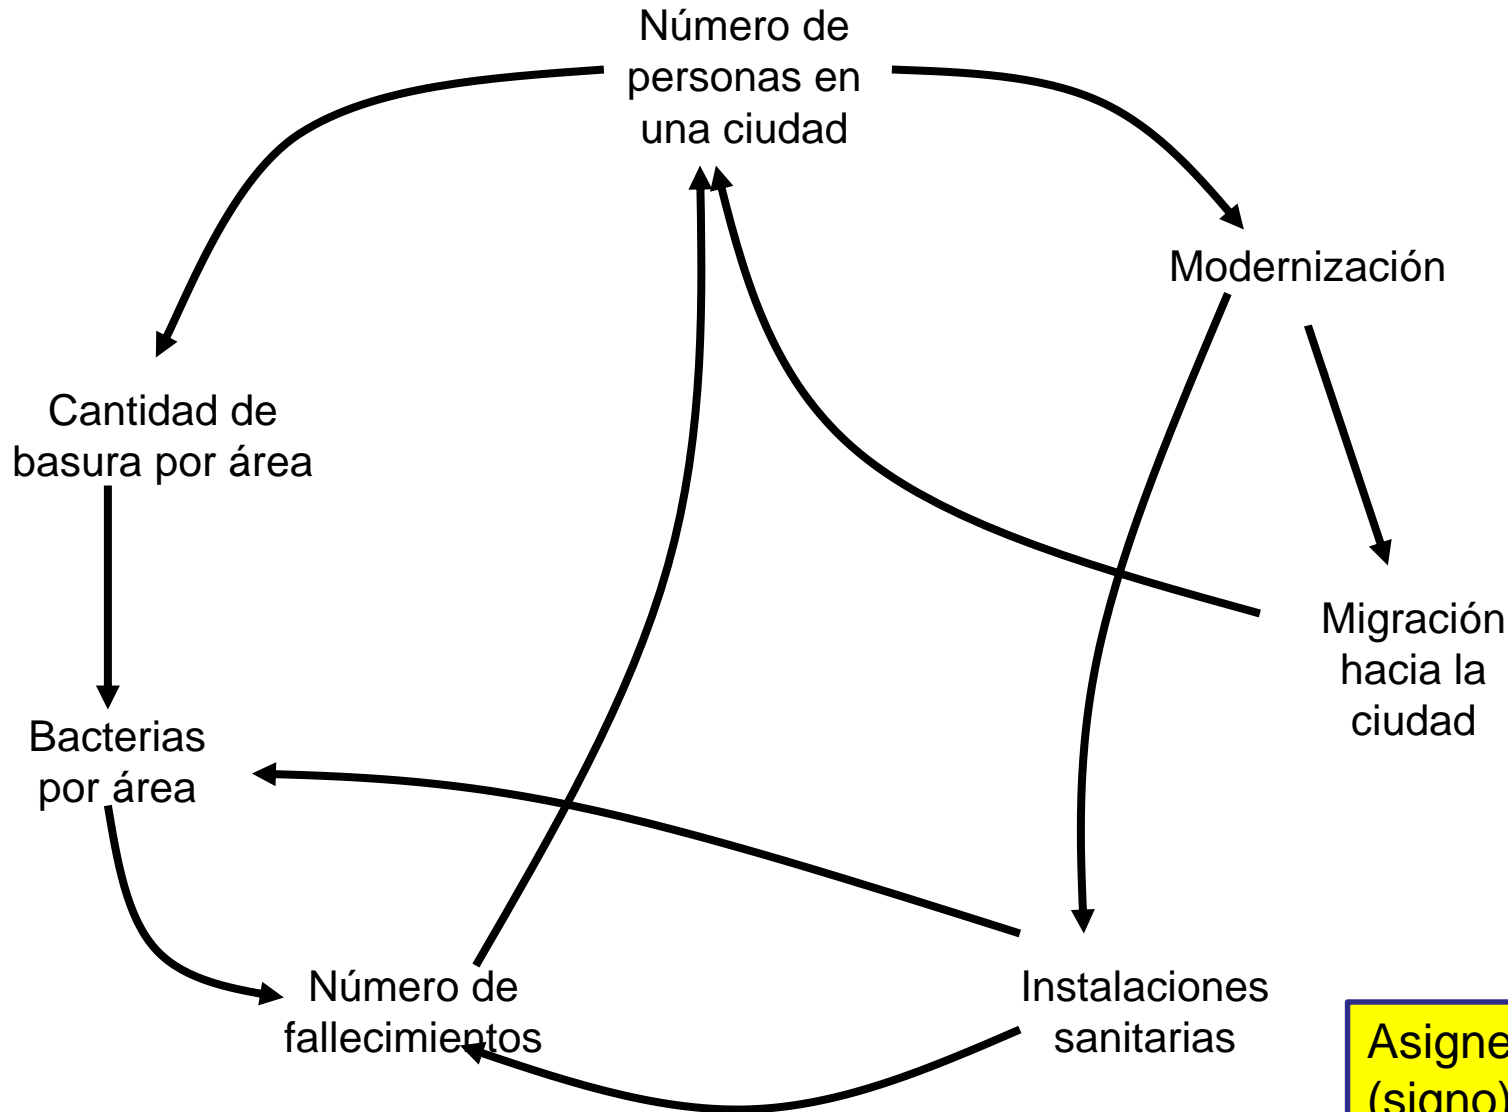 Número de
personas en
una ciudad
Modernización
Cantidad de
basura por área
Migración
hacia la
ciudad
Bacterias
por área
Número de
fallecimientos
Instalaciones
sanitarias
Asigne
(signo)